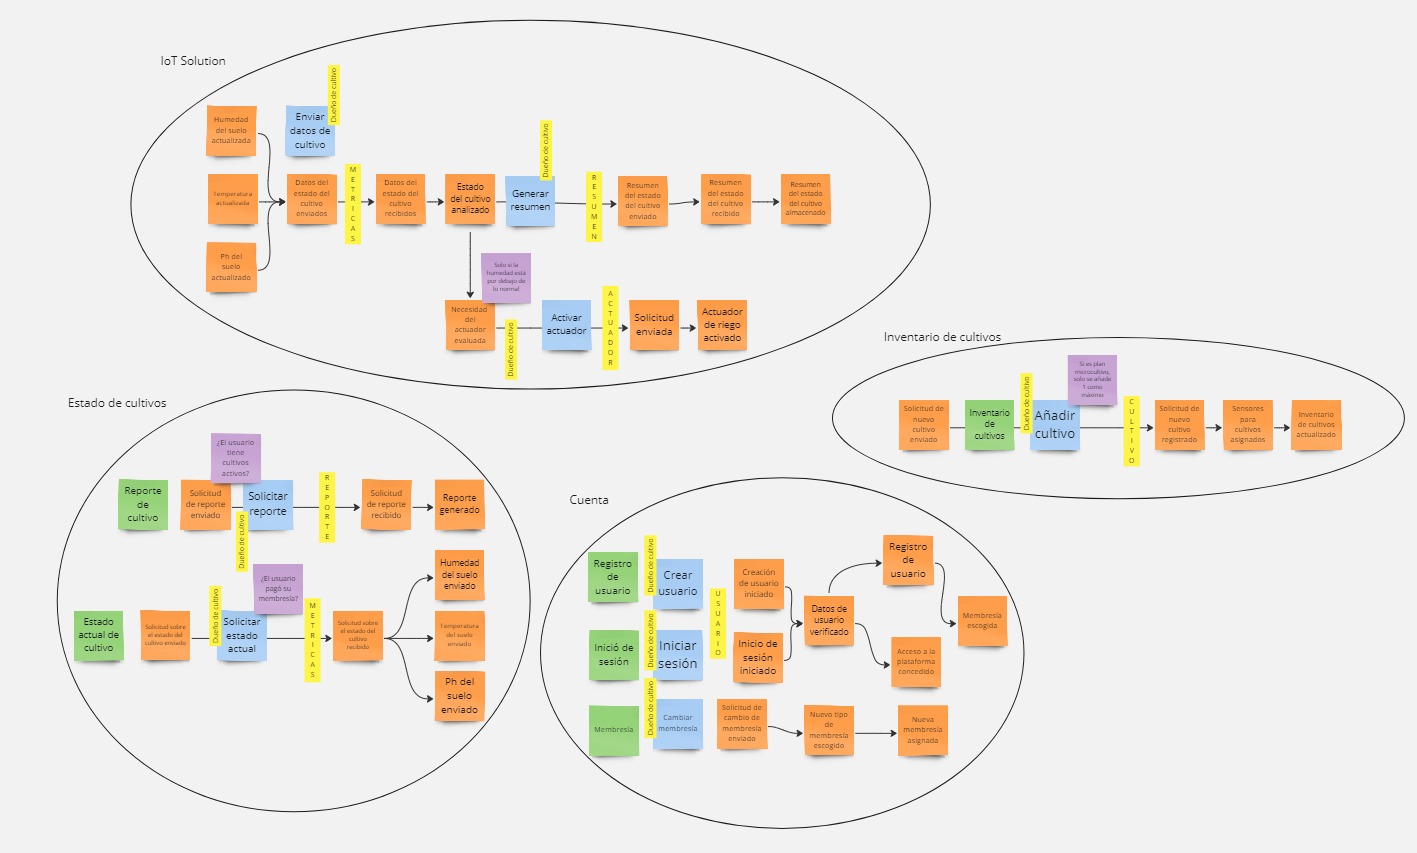 IoT Solution
Dueño de cultivo
Humedad
del suelo
actualizada
Enviar
datos de
cultivo
Dueño de cultivo
Temperatura
actualizada
Datos del
estado del
cultivo
enviados
METRICAS
Datos del
estado del
cultivo
recibidos
Estado
del cultivo
analizado
Generar
resumen
RESUMEN
Resumen
del estado
del cultivo
enviado
Resumen
del estado
del cultivo
recibido
Resumen
del estado
del cultivo
almacenado
Ph del
suelo
actualizado
Solo si la
humedad está
por debajo de
lo normal
Necesidad
del
actuador
evaluada
Dueño de cultivo
Activar
actuador
ACTUADOR
Solicitud
enviada
Actuador
de riego
activado
Inventario de cultivos
Si es plan
microcultivo,
solo se añade
1 como
máximo
Solicitud de
nuevo
cultivo
enviado
Inventario
de
cultivos
Dueño de cultivo
Añadir
cultivo
CULTIVO
Solicitud de
nuevo
cultivo
registrado
Sensores
para
cultivos
asignados
Inventario
de cultivos
actualizado
Estado de cultivos
¿El usuario
tiene
cultivos
activos?
Reporte
de
cultivo
Solicitud
de reporte
enviado
Dueño de cultivo
Solicitar
reporte
REPORTE
Solicitud
de reporte
recibido
Reporte
generado
¿El usuario
pagó su
membresía?
Estado
actual de
cultivo
Solicitud sobre
el estado del
cultivo enviada
Dueño de cultivo
Solicitar
estado
actual
METRICAS
Solicitud sobre
el estado del
cultivo
recibido
Humedad
del suelo
enviado
Temperatura
del suelo
enviado
Ph del
suelo
enviado
Cuenta
Registro
de
usuario
Dueño de cultivo
Crear
usuario
USUARIO
Creación
de usuario
iniciado
Registro
de
usuario
Inició de
sesión
Dueño de cultivo
Iniciar
sesión
Inicio de
sesión
iniciado
Datos de
usuario
verificado
Membresía
escogida
Acceso a la
plataforma
concedido
Membresía
Dueño de cultivo
Cambiar
membresía
Solicitud de
cambio de
membresía
enviado
Nuevo tipo
de
membresía
escogido
Nueva
membresía
asignada